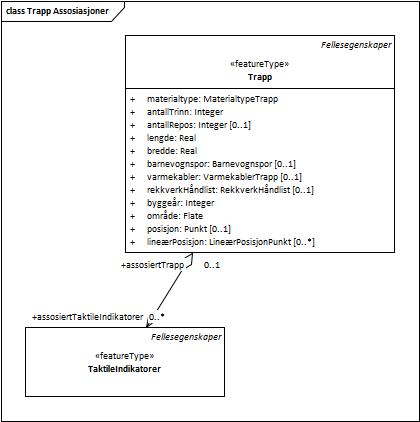 class Trapp Assosiasjoner
Fellesegenskaper
«featureType»
Trapp
+ materialtype: MaterialtypeTrapp
+ antallTrinn: Integer
+ antallRepos: Integer [0..1]
+ lengde: Real
+ bredde: Real
+ barnevognspor: Barnevognspor [0..1]
+ varmekabler: VarmekablerTrapp [0..1]
+ rekkverkHåndlist: RekkverkHåndlist [0..1]
+ byggeår: Integer
+ område: Flate
+ posisjon: Punkt [0..1]
+ lineærPosisjon: LineærPosisjonPunkt [0..*]
+assosiertTrapp 0..1
+assosiertTaktileIndikatorer 0..*
Fellesegenskaper
«featureType»
TaktileIndikatorer